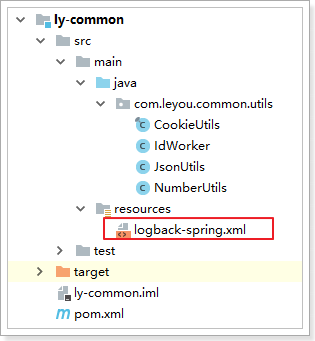 ly-common
src
main
java
com.leyou.common.utils
CookieUtils
IdWorker
JsonUtils
NumberUtils
resources
logback-spring.xml
test
target
ly-common.iml
pom.xml